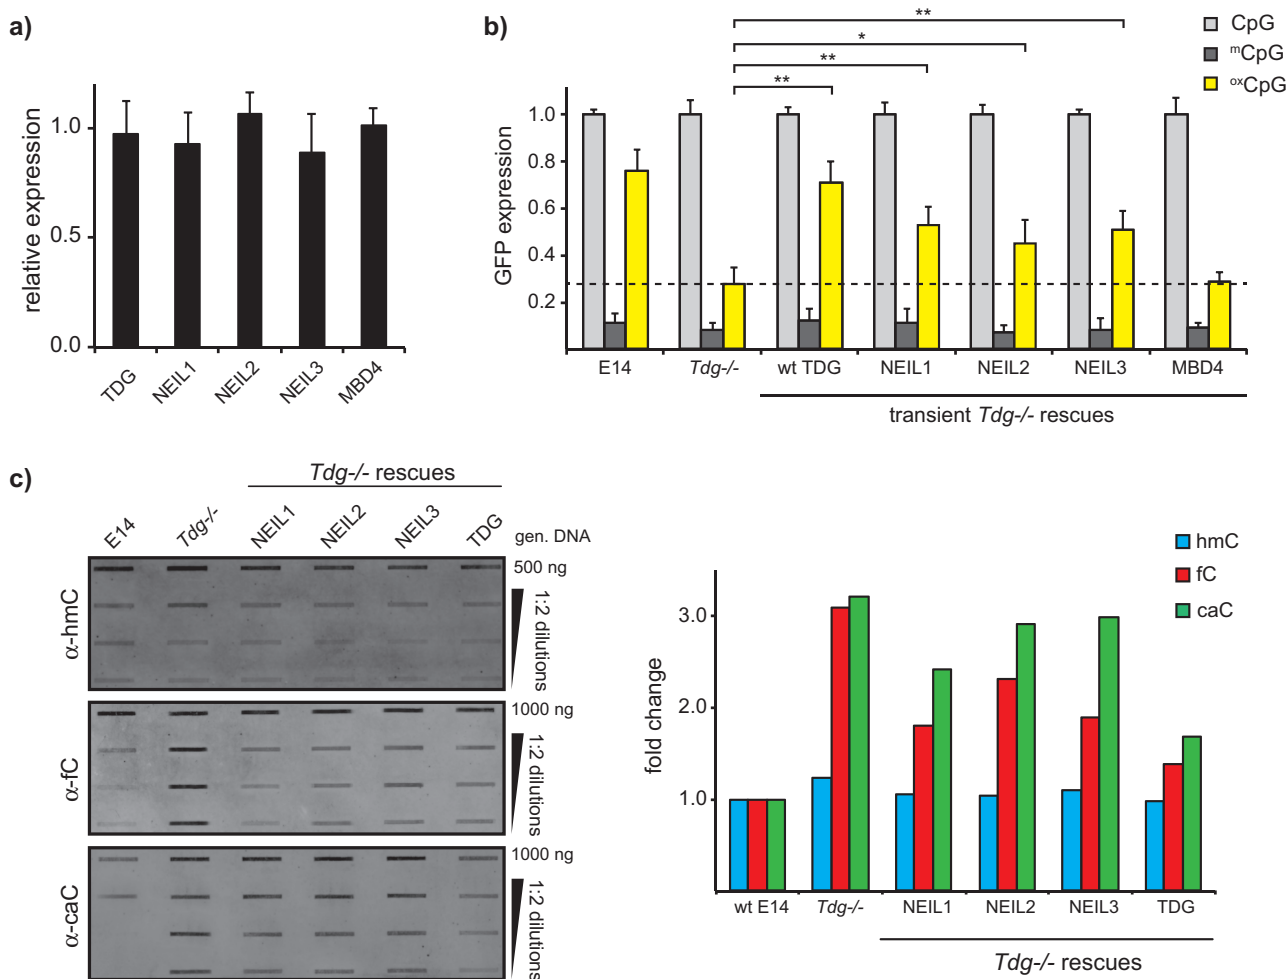 a)
relative expression
1.0
0.5
0.0
TDG
NEIL1
NEIL2
NEIL3
MBD4
b)
GFP expression
1.0
0.8
0.6
0.4
0.2
**
*
**
**
CpG
mCpG
oxCpG
E14
Tdg-/-
wt TDG
NEIL1
NEIL2
NEIL3
MBD4
transient Tdg-/- rescues
c)
Tdg-/- rescues
E14
Tdg-/-
NEIL1
NEIL2
NEIL3
TDG
gen. DNA
α-hmC
500 ng
1:2 dilutions
α-fC
1000 ng
1:2 dilutions
α-caC
1000 ng
1:2 dilutions
fold change
3.0
2.0
1.0
hmC
fC
caC
wt E14
Tdg-/-
NEIL1
NEIL2
NEIL3
TDG
Tdg-/- rescues